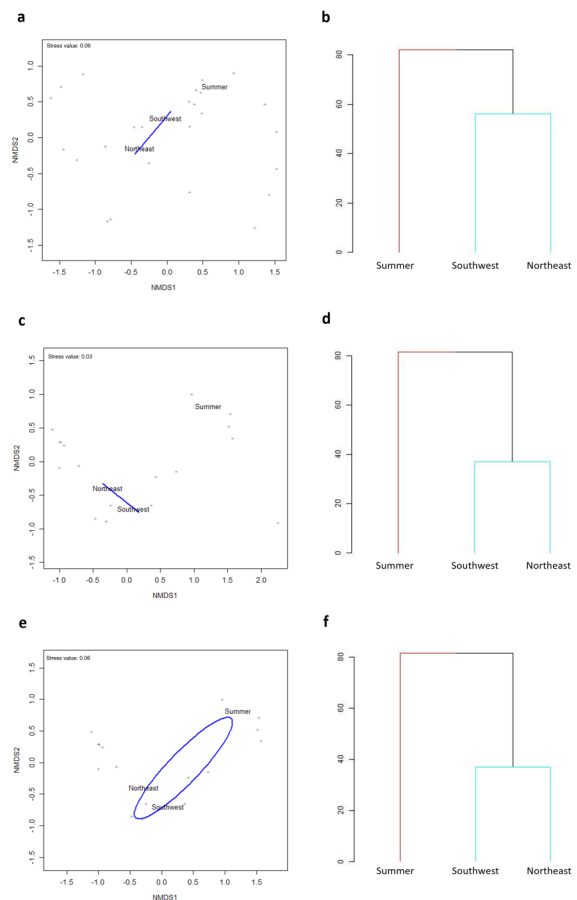 a
Stress value: 0.06
NMDS2
1.0
0.5
0.0
-0.5
-1.0
-1.5
Summer
Southwest
Northeast
-1.5 -1.0 -0.5 0.0 0.5 1.0 1.5
NMDS1
b
80
60
40
20
0
Summer Southwest Northeast
c
Stress value: 0.03
NMDS2
1.5
1.0
0.5
0.0
-0.5
-1.0
-1.5
Summer
Northeast
Southwest
-1.0 -0.5 0.0 0.5 1.0 1.5 2.0
NMDS1
d
80
60
40
20
0
Summer Southwest Northeast
e
Stress value: 0.06
NMDS2
1.5
1.0
0.5
0.0
-0.5
-1.0
-1.5
Summer
Northeast
Southwest
-1.5 -1.0 -0.5 0.0 0.5 1.0 1.5
NMDS1
f
80
60
40
20
0
Summer Southwest Northeast